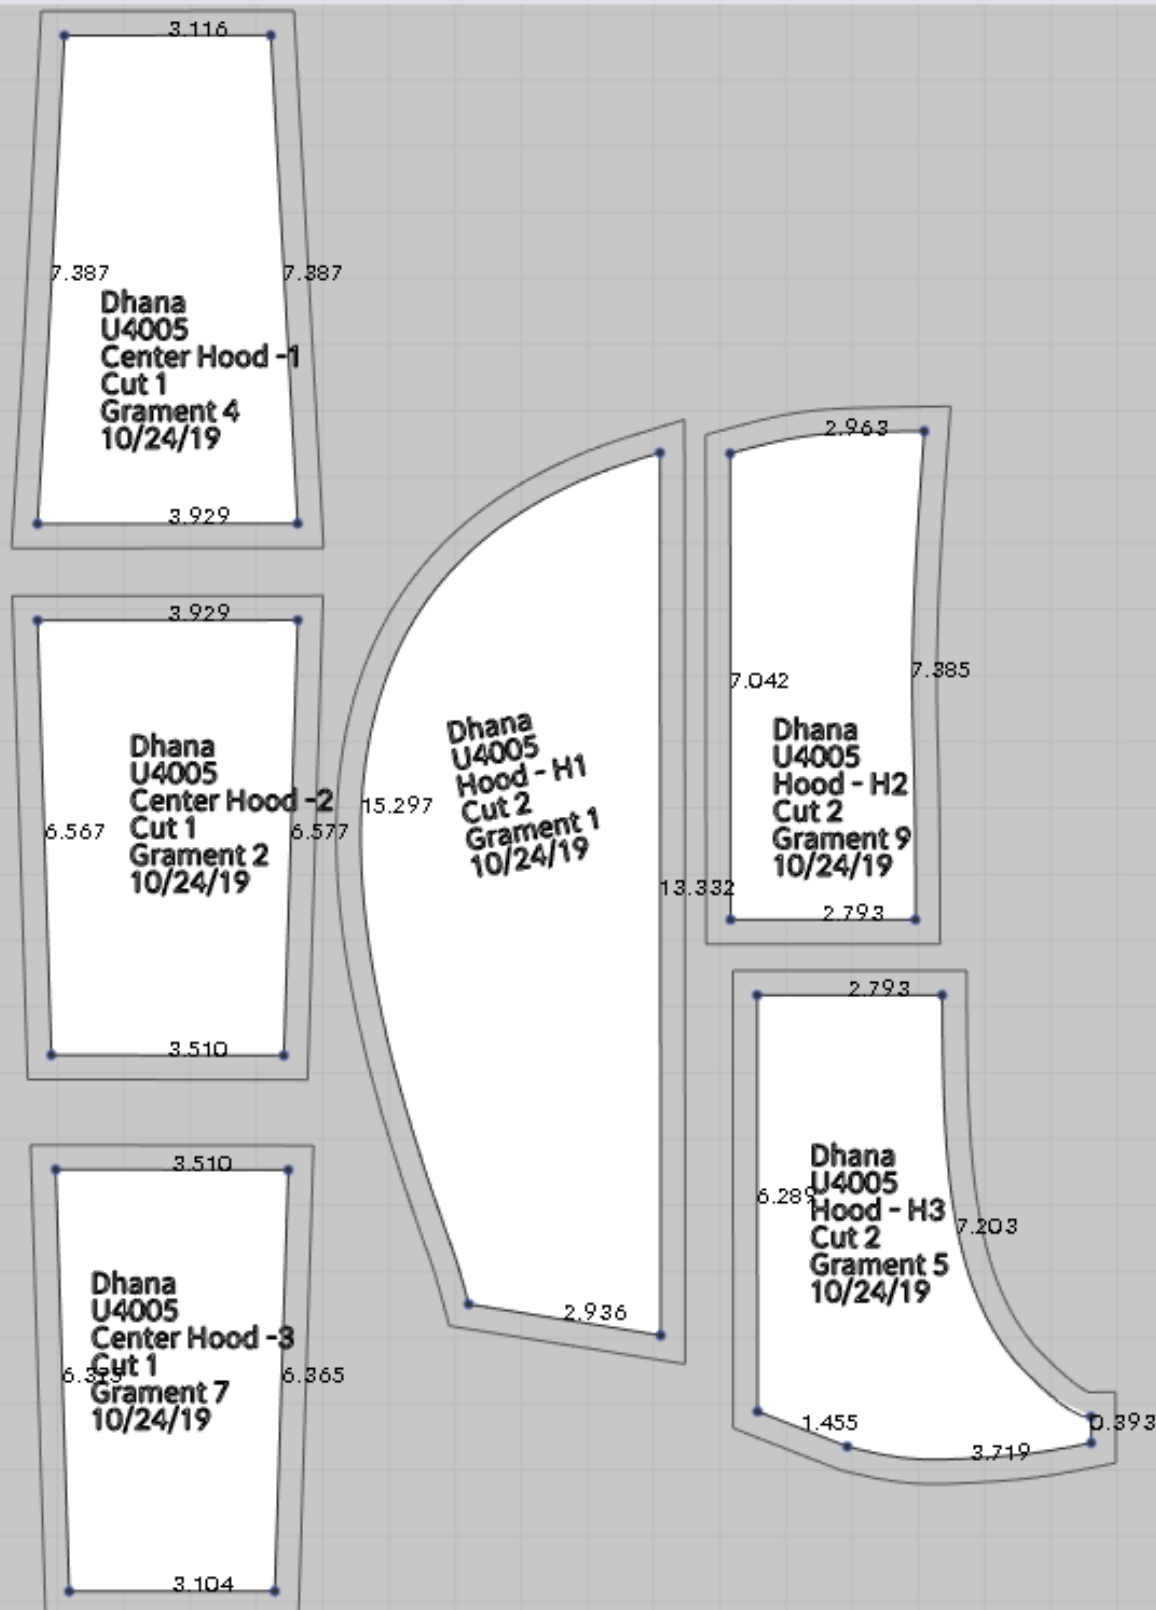 3.116
7.387
7.387
Dhana
U4005
Center Hood -1
Cut 1
Grament 4
10/24/19
3.929
3.929
Dhana
U4005
Center Hood -2
Cut 1
Grament 2
10/24/19
6.567
6.577
3.510
3.510
Dhana
U4005
Center Hood -3
Cut 1
Grament 7
10/24/19
6.365
3.104
Dhana
U4005
Hood - H1
Cut 2
Grament 1
10/24/19
15.297
13.332
2.936
2.963
7.042
7.385
Dhana
U4005
Hood - H2
Cut 2
Grament 9
10/24/19
2.793
2.793
Dhana
U4005
Hood - H3
Cut 2
Grament 5
10/24/19
6.289
7.203
1.455
0.393
3.719